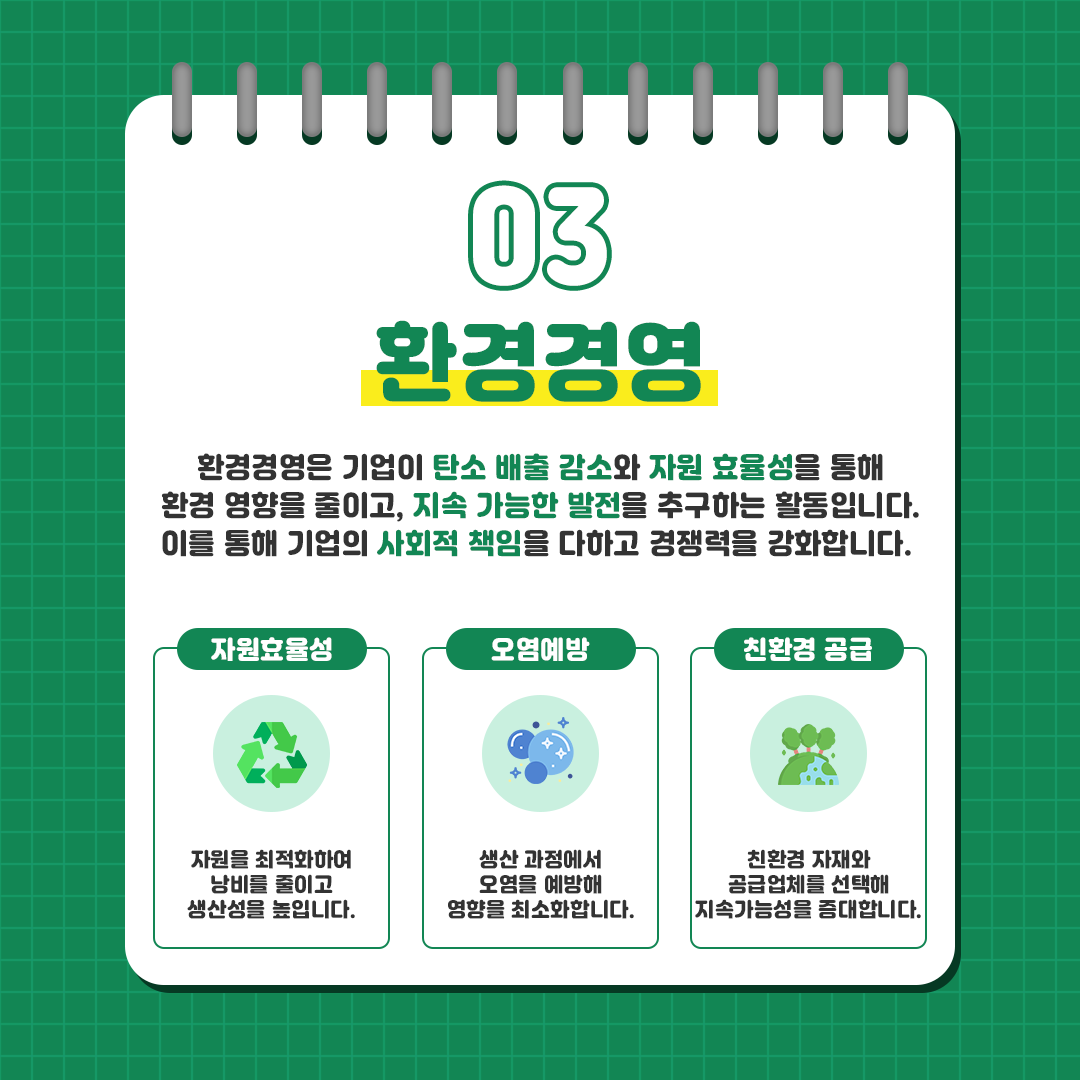 03
환경경영
환경경영은 기업이 탄소 배출 감소와 자원 효율성을 통해
환경 영향을 줄이고, 지속 가능한 발전을 추구하는 활동입니다.
이를 통해 기업의 사회적 책임을 다하고 경쟁력을 강화합니다.
자원효율성
자원을 최적화하여
낭비를 줄이고
생산성을 높입니다.
오염예방
생산 과정에서
오염을 예방해
영향을 최소화합니다.
친환경 공급
친환경 자재와
공급업체를 선택해
지속가능성을 증대합니다.